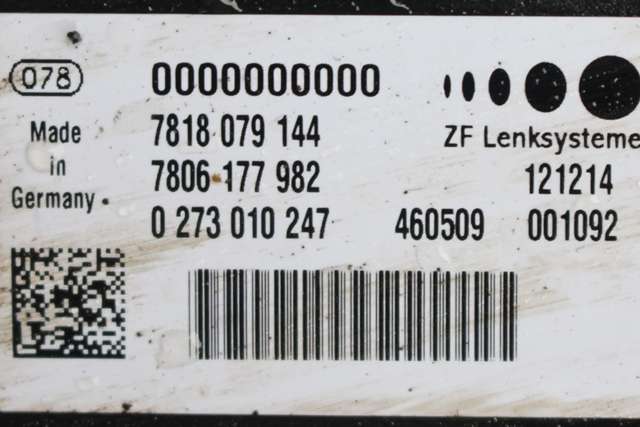 078 0000000000
Made 7818 079 144 ZF Lenksysteme
in 7806 177 982 121214
Germany 0 273 010 247 460509 001092